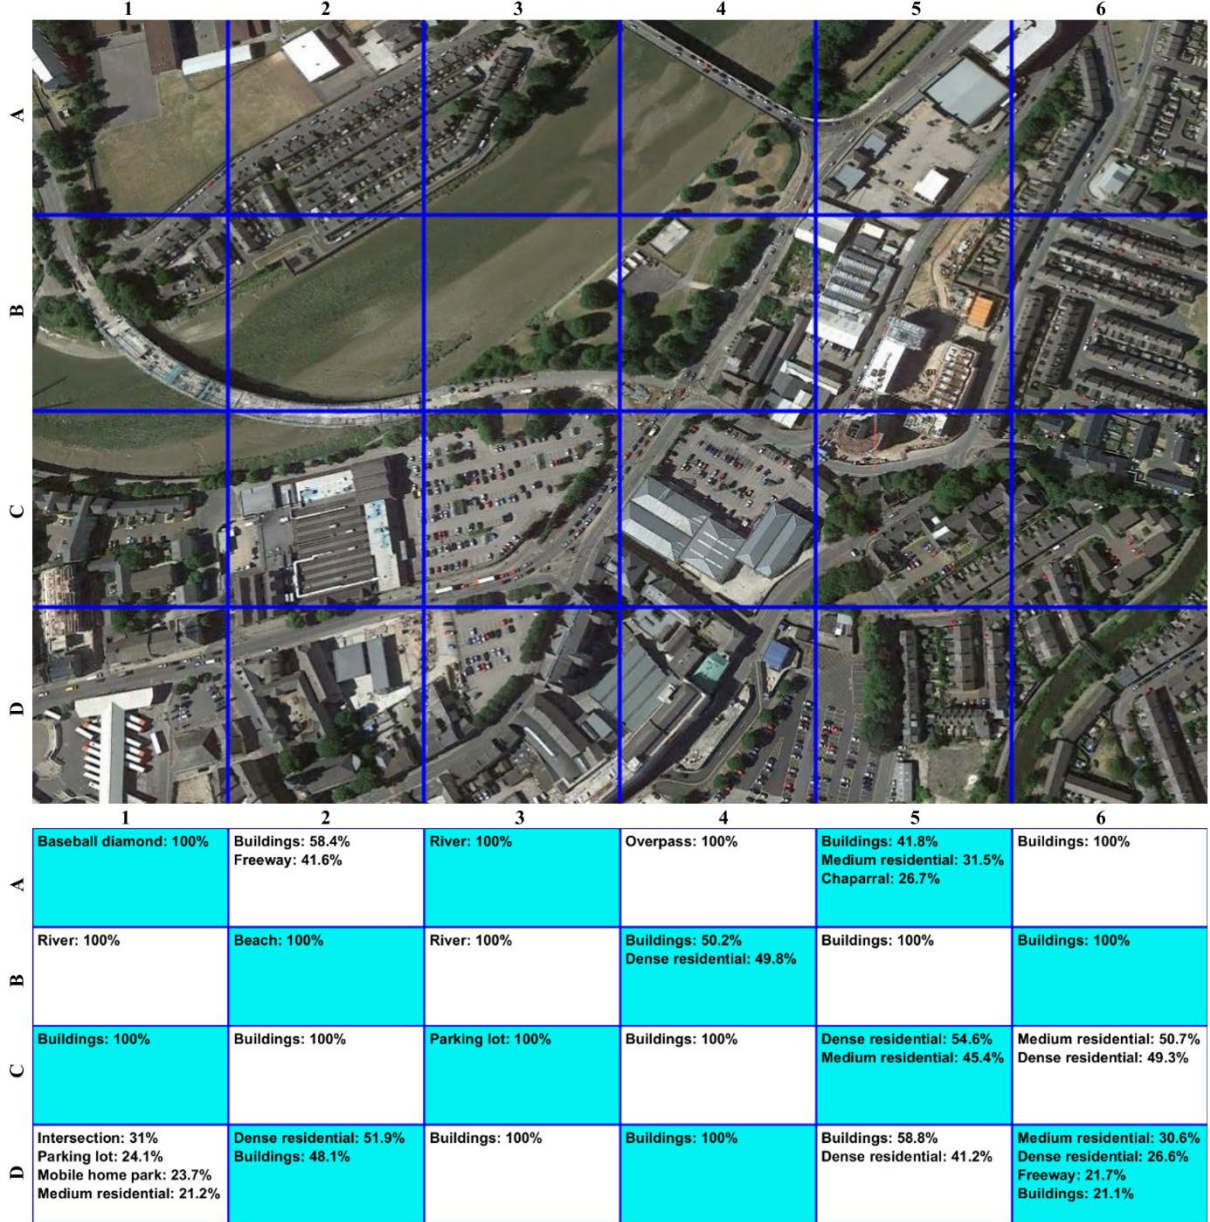 1 2 3 4 5 6
A
B
C
D
1 2 3 4 5 6
A
Baseball diamond: 100%
Buildings: 58.4%
Freeway: 41.6%
River: 100%
Overpass: 100%
Buildings: 41.8%
Medium residential: 31.5%
Chaparral: 26.7%
Buildings: 100%
B
River: 100%
Beach: 100%
River: 100%
Buildings: 50.2%
Dense residential: 49.8%
Buildings: 100%
Buildings: 100%
C
Buildings: 100%
Buildings: 100%
Parking lot: 100%
Buildings: 100%
Dense residential: 54.6%
Medium residential: 45.4%
Medium residential: 50.7%
Dense residential: 49.3%
D
Intersection: 31%
Parking lot: 24.1%
Mobile home park: 23.7%
Medium residential: 21.2%
Dense residential: 51.9%
Buildings: 48.1%
Buildings: 100%
Buildings: 100%
Buildings: 58.8%
Dense residential: 41.2%
Medium residential: 30.6%
Dense residential: 26.6%
Freeway: 21.7%
Buildings: 21.1%